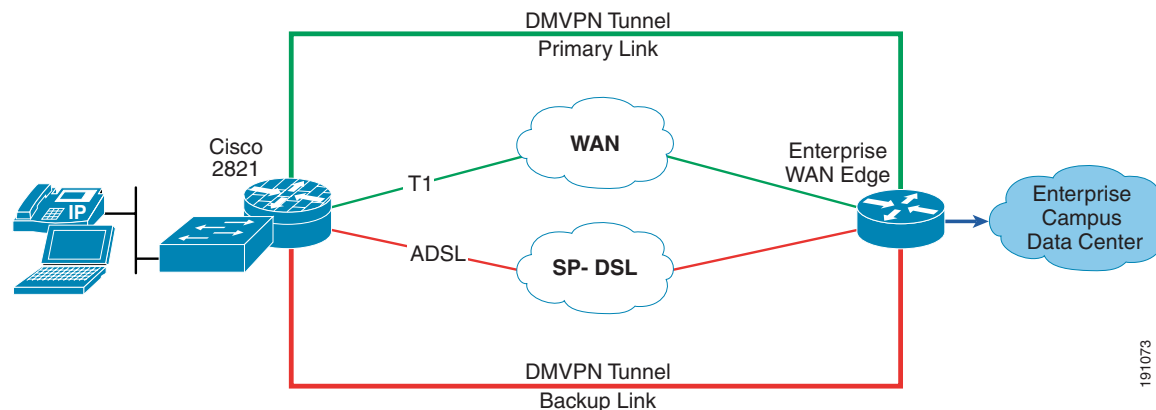 DMVPN Tunnel
Primary Link
Cisco
2821
WAN
Enterprise
WAN Edge
T1
IP
Enterprise
Campus
Data Center
ADSL
SP- DSL
DMVPN Tunnel
Backup Link
191073